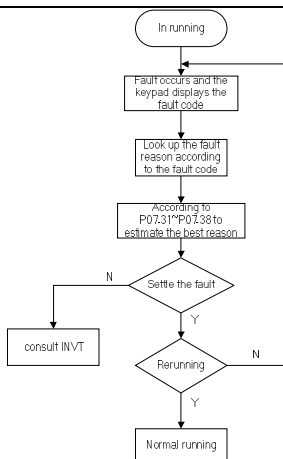 In running
Fault occurs and the
keypad displays the
fault code
Look up the fault
reason according
to the fault code
According to
P07.31~P07.38 to
estimate the best reason
N
Settle the fault
Y
consult INVT
Rerunning
N
Y
Normal running